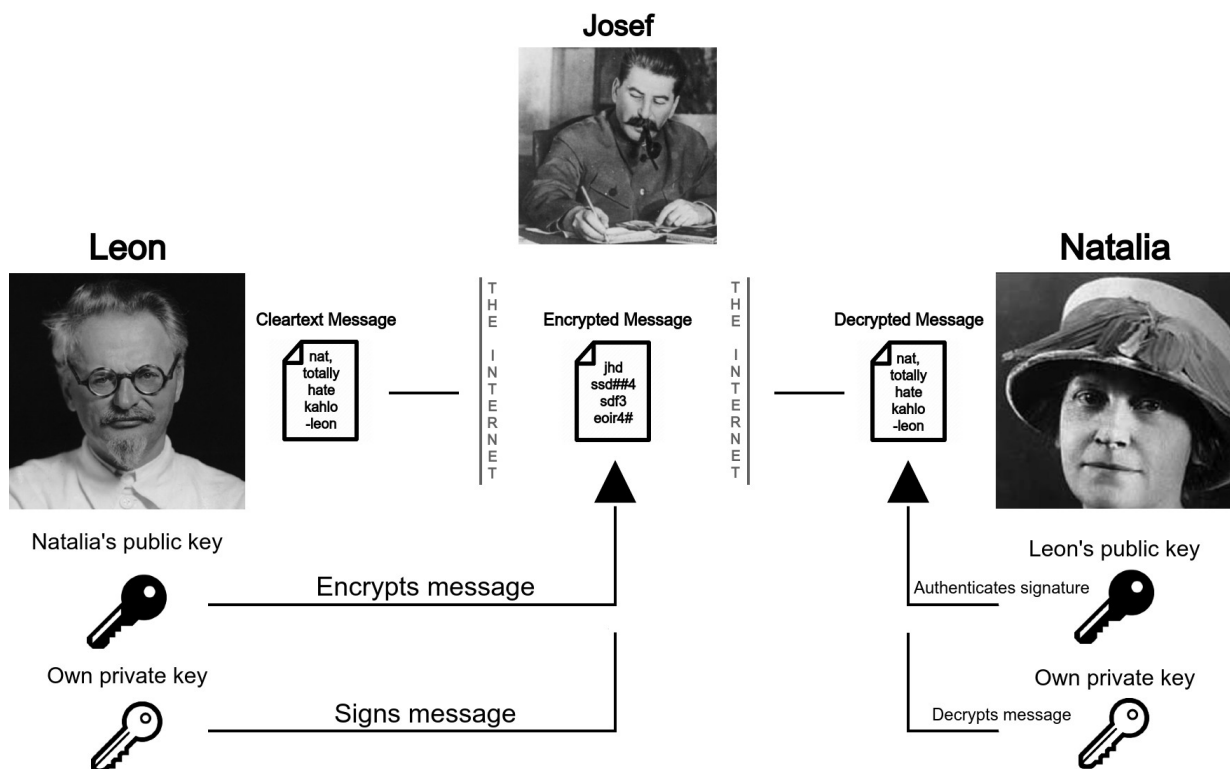 Josef
Leon
Natalia
Cleartext Message
nat,
totally
hate
kahlo
-leon
THE INTERNET
Encrypted Message
jhd
ssd##4
sdf3
eoir4#
THE INTERNET
Decrypted Message
nat,
totally
hate
kahlo
-leon
Natalia's public key
Encrypts message
Own private key
Signs message
Leon's public key
Authenticates signature
Own private key
Decrypts message